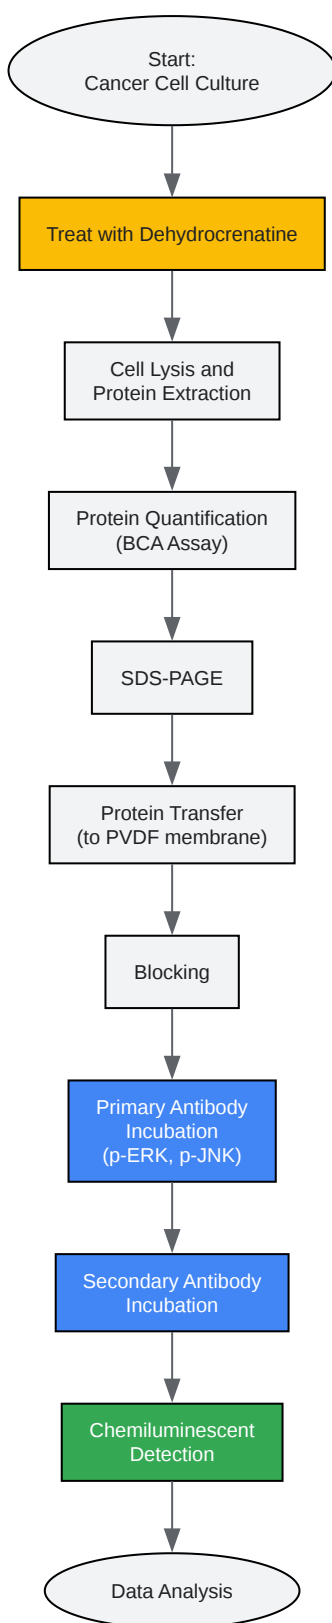 Start:
Cancer Cell Culture
Treat with Dehydrocrenatine
Cell Lysis and
Protein Extraction
Protein Quantification
(BCA Assay)
SDS-PAGE
Protein Transfer
(to PVDF membrane)
Blocking
Primary Antibody
Incubation
(p-ERK, p-JNK)
Secondary Antibody
Incubation
Chemiluminescent
Detection
Data Analysis